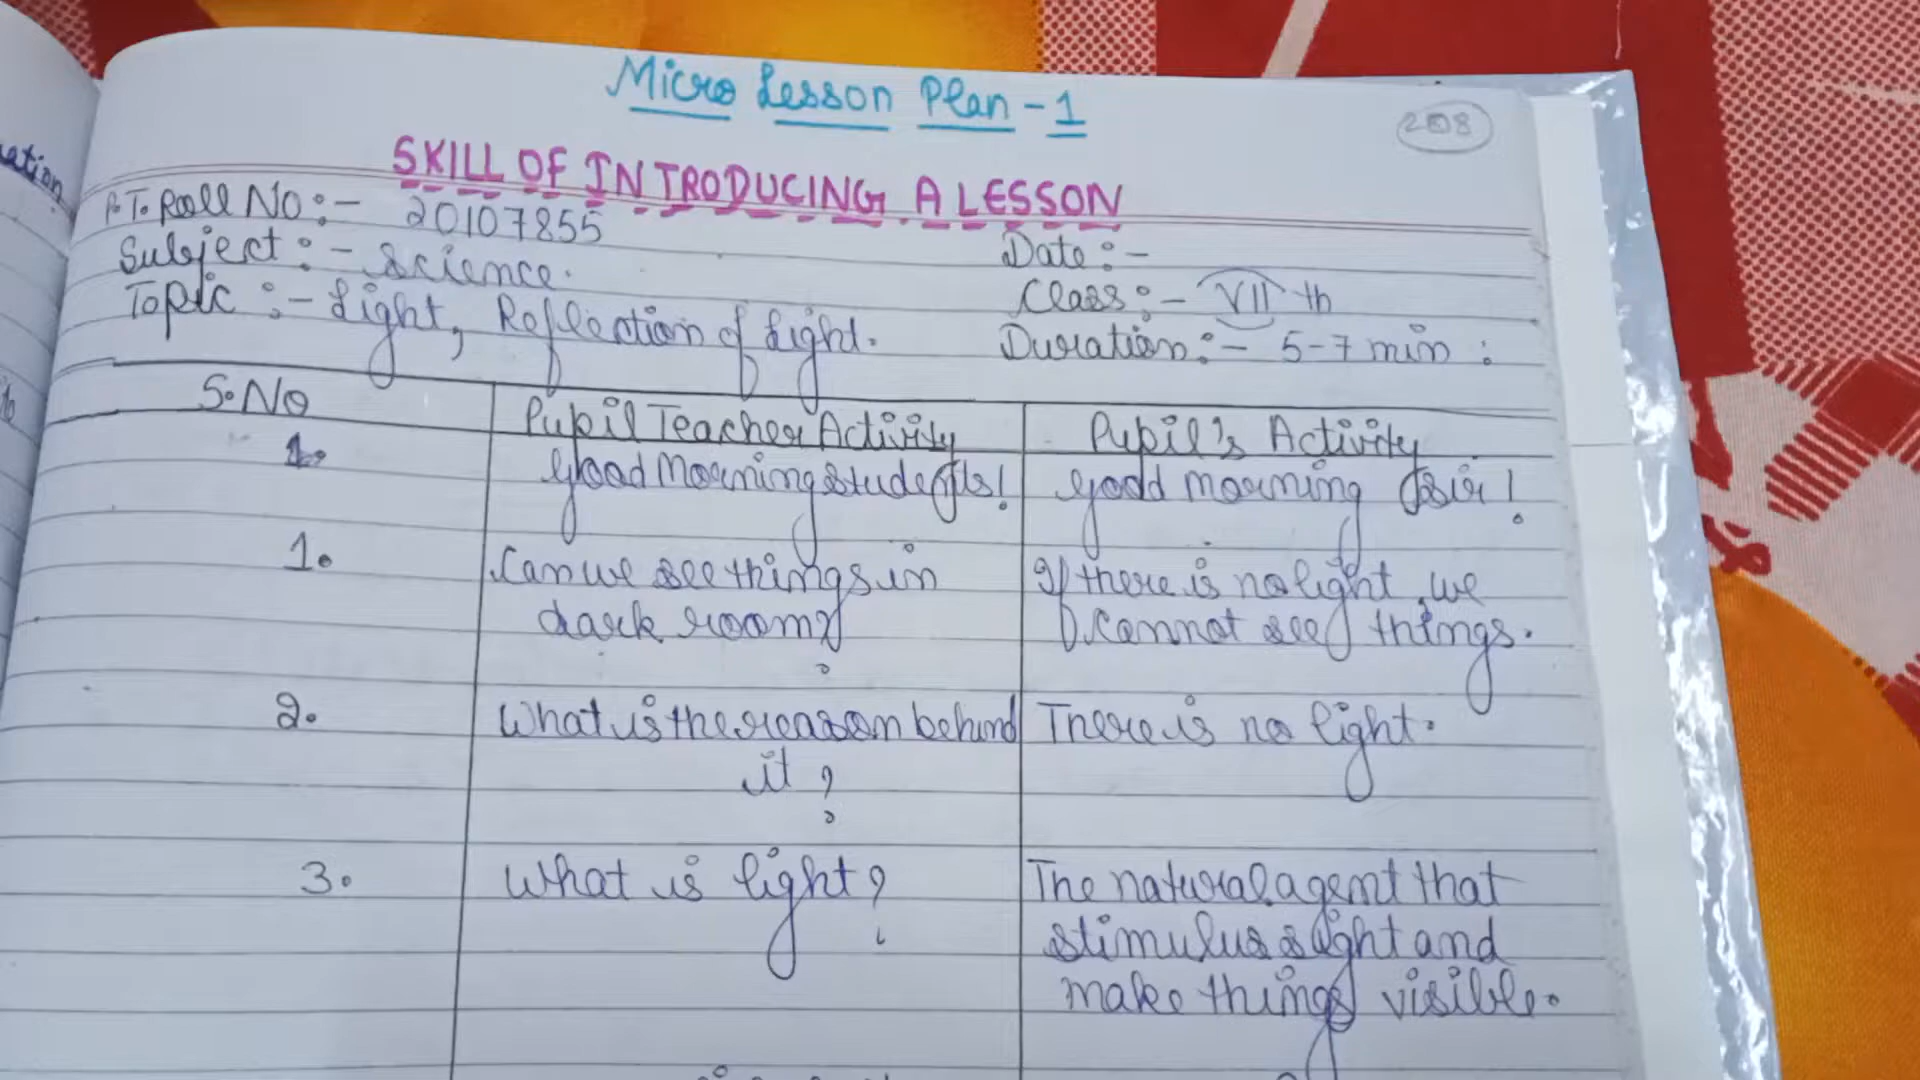 Micro Lesson Plan - 1
208
SKILL OF INTRODUCING A LESSON
P.T. Roll No :- 20107855
Date :-
Subject :- Science.
Class :- VII th
Topic :- Light, Reflection of Light.
Duration :- 5-7 min :
S.No
Pupil Teacher Activity
Pupil's Activity
1.
Good Morning students!
Good morning sir!
1.
Can we see things in
dark room?
If there is no light, we
cannot see things.
2.
What is the reason behind
it?
There is no light.
3.
What is light?
The natural agent that
stimulus sight and
make things visible.
ation